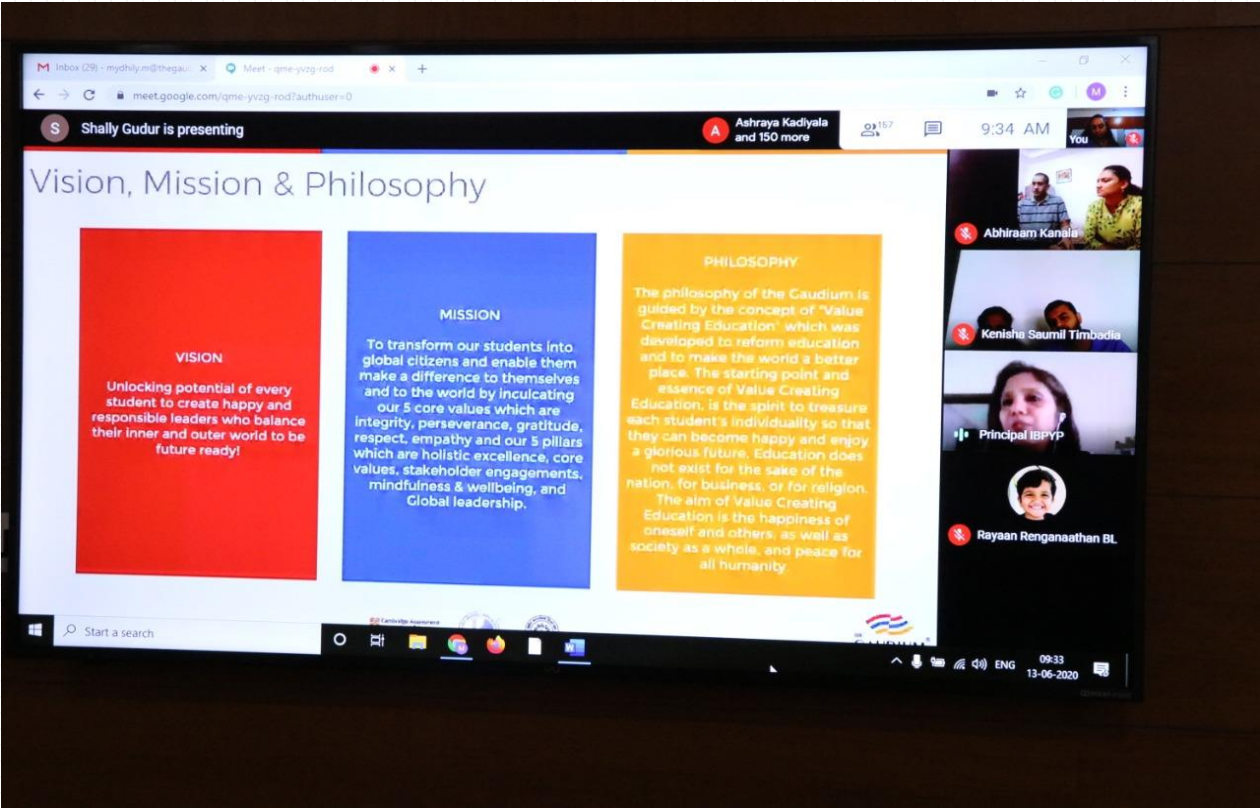 Inbox (29) - mydhily.m@thegau
Meet - qme-yvzg-rod
meet.google.com/qme-yvzg-rod?authuser=0
M
S
Shally Gudur is presenting
A
Ashraya Kadiyala
and 150 more
157
9:34 AM
You
Vision, Mission & Philosophy
VISION
Unlocking potential of every
student to create happy and
responsible leaders who balance
their inner and outer world to be
future ready!
MISSION
To transform our students into
global citizens and enable them
make a difference to themselves
and to the world by inculcating
our 5 core values which are
integrity, perseverance, gratitude,
respect, empathy and our 5 pillars
which are holistic excellence, core
values, stakeholder engagements,
mindfulness & wellbeing, and
Global leadership.
PHILOSOPHY
The philosophy of the Gaudium is
guided by the concept of "Value
Creating Education" which was
developed to reform education
and to make the world a better
place. The starting point and
essence of Value Creating
Education, is the spirit to treasure
each student's individuality so that
they can become happy and enjoy
a glorious future. Education does
not exist for the sake of the
nation, for business, or for religion.
The aim of Value Creating
Education is the happiness of
oneself and others, as well as
society as a whole, and peace for
all humanity.
Abhiraam Kanala
Kenisha Saumil Timbadia
Principal IBPYP
Rayaan Renganaathan BL
Cambridge Assessment
Start a search
ENG
09:33
13-06-2020